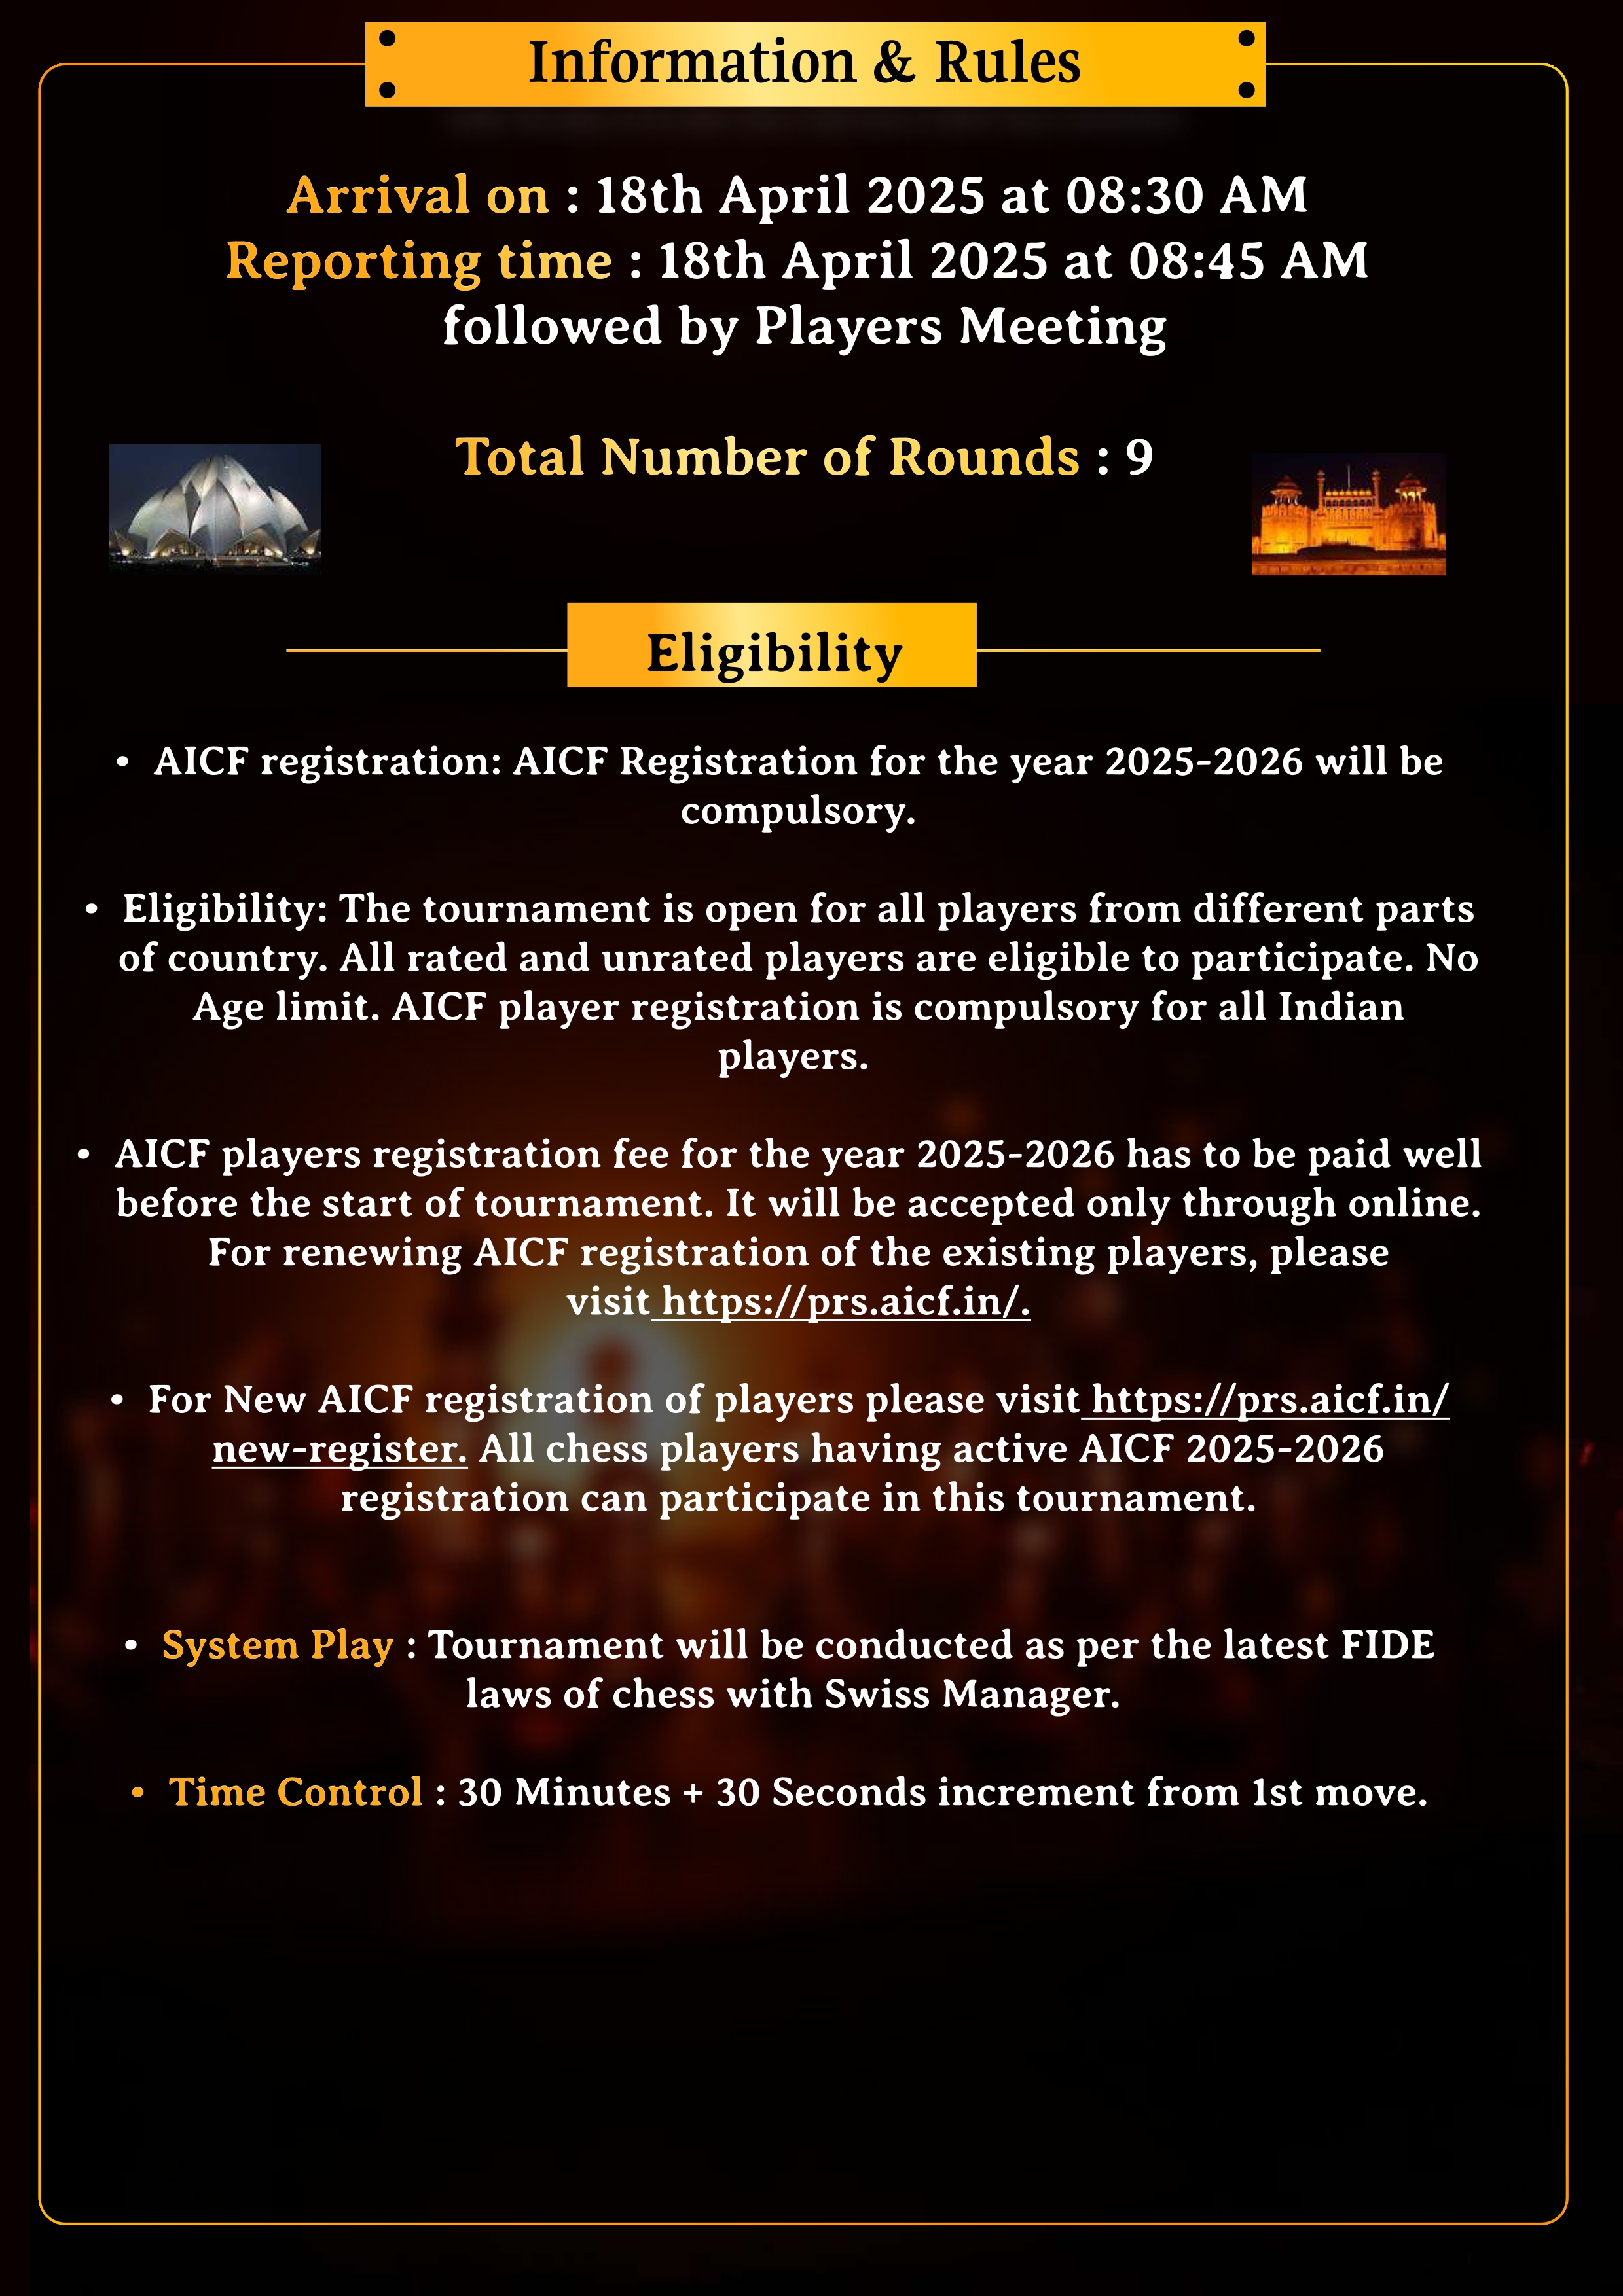 Information & Rules
Arrival on : 18th April 2025 at 08:30 AM
Reporting time : 18th April 2025 at 08:45 AM
followed by Players Meeting
Total Number of Rounds : 9
Eligibility
• AICF registration: AICF Registration for the year 2025-2026 will be
compulsory.
• Eligibility: The tournament is open for all players from different parts
of country. All rated and unrated players are eligible to participate. No
Age limit. AICF player registration is compulsory for all Indian
players.
• AICF players registration fee for the year 2025-2026 has to be paid well
before the start of tournament. It will be accepted only through online.
For renewing AICF registration of the existing players, please
visit https://prs.aicf.in/.
• For New AICF registration of players please visit https://prs.aicf.in/
new-register. All chess players having active AICF 2025-2026
registration can participate in this tournament.
• System Play : Tournament will be conducted as per the latest FIDE
laws of chess with Swiss Manager.
• Time Control : 30 Minutes + 30 Seconds increment from 1st move.